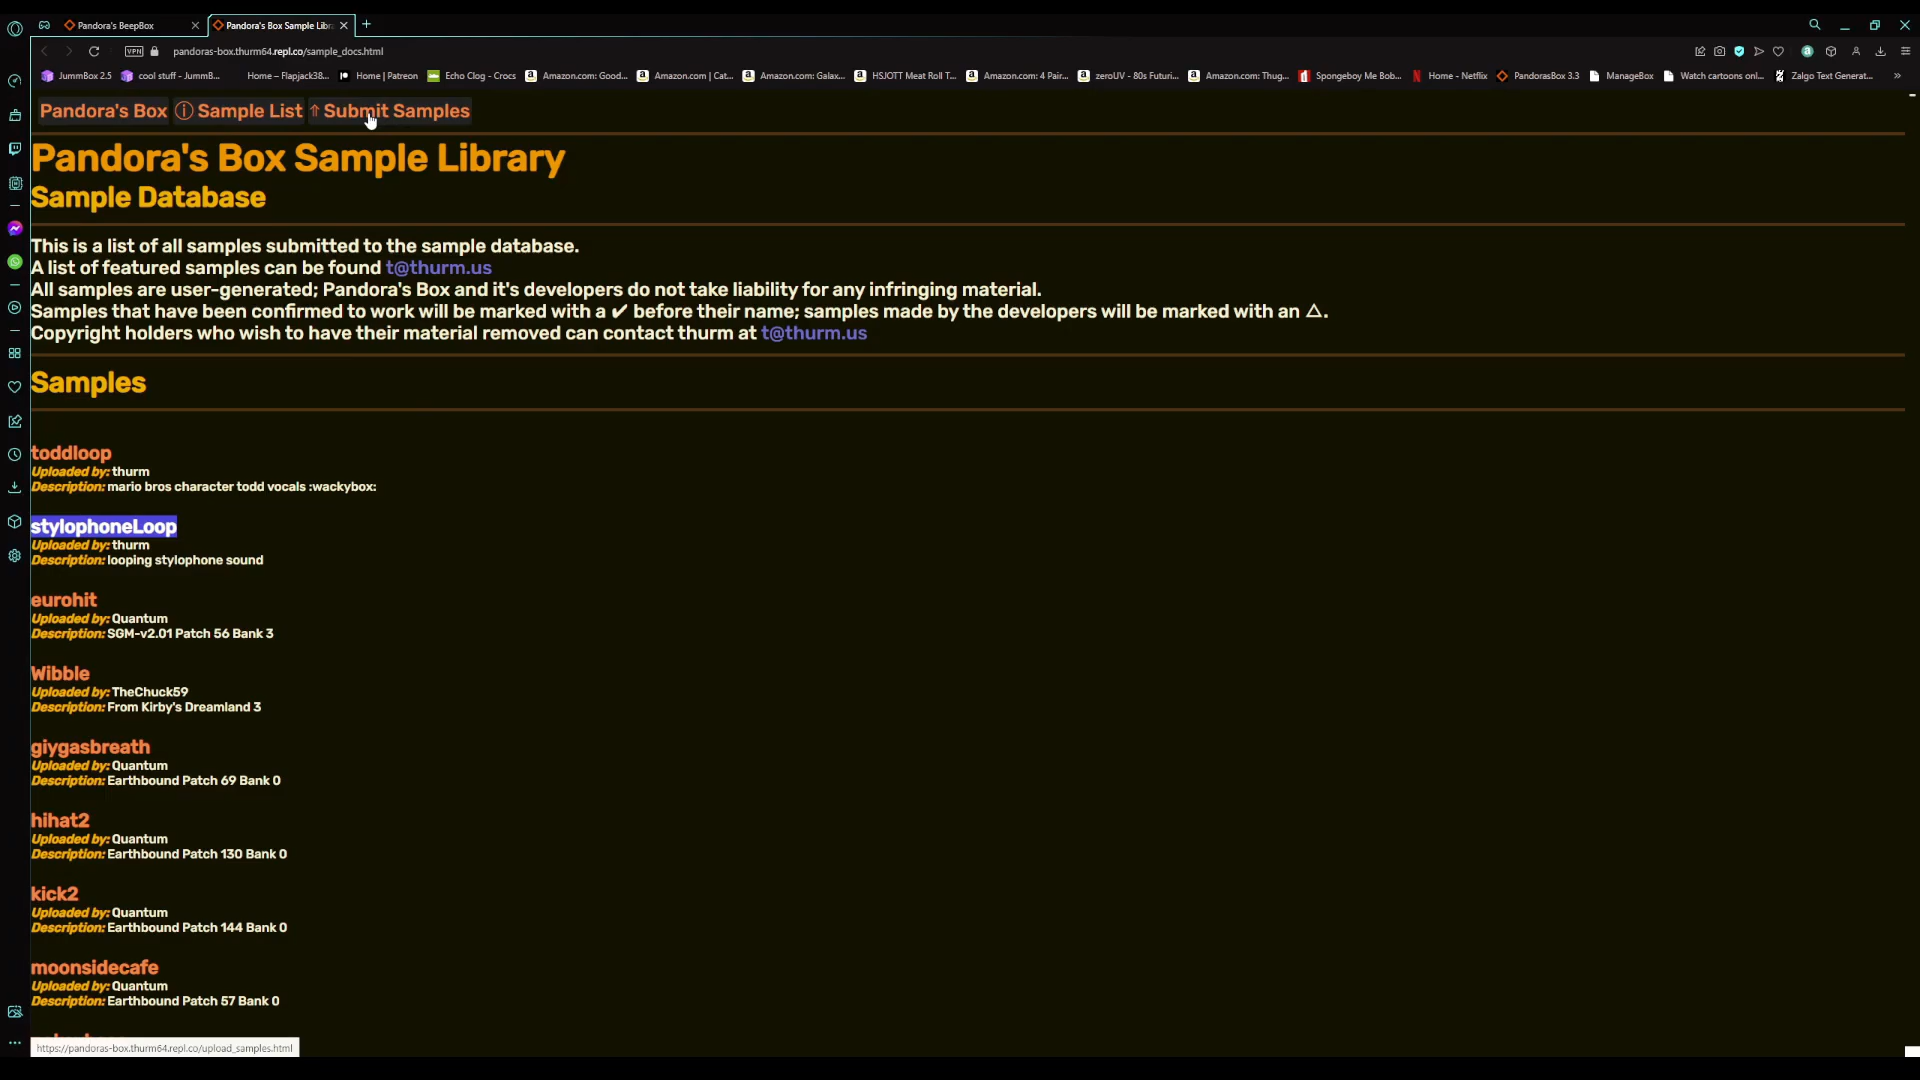 Pandora's BeepBox
Pandora's Box Sample Libr
VPN
pandoras-box.thurm64.repl.co/sample_docs.html
JummBox 2.5
cool stuff - JummB...
Home – Flapjack38...
Home | Patreon
Echo Clog - Crocs
Amazon.com: Good...
Amazon.com | Cat...
Amazon.com: Galax...
HSJOTT Meat Roll T...
Amazon.com: 4 Pair...
zeroUV - 80s Futuri...
Amazon.com: Thug...
Spongeboy Me Bob...
Home - Netflix
PandorasBox 3.3
ManageBox
Watch cartoons onl...
Zalgo Text Generat...
»
Pandora's Box ⓘ Sample List ⇑ Submit Samples
Pandora's Box Sample Library
Sample Database
This is a list of all samples submitted to the sample database.
A list of featured samples can be found t@thurm.us
All samples are user-generated; Pandora's Box and it's developers do not take liability for any infringing material.
Samples that have been confirmed to work will be marked with a ✔ before their name; samples made by the developers will be marked with an △.
Copyright holders who wish to have their material removed can contact thurm at t@thurm.us
Samples
toddloop
Uploaded by: thurm
Description: mario bros character todd vocals :wackybox:
stylophoneLoop
Uploaded by: thurm
Description: looping stylophone sound
eurohit
Uploaded by: Quantum
Description: SGM-v2.01 Patch 56 Bank 3
Wibble
Uploaded by: TheChuck59
Description: From Kirby's Dreamland 3
giygasbreath
Uploaded by: Quantum
Description: Earthbound Patch 69 Bank 0
hihat2
Uploaded by: Quantum
Description: Earthbound Patch 130 Bank 0
kick2
Uploaded by: Quantum
Description: Earthbound Patch 144 Bank 0
moonsidecafe
Uploaded by: Quantum
Description: Earthbound Patch 57 Bank 0
https://pandoras-box.thurm64.repl.co/upload_samples.html